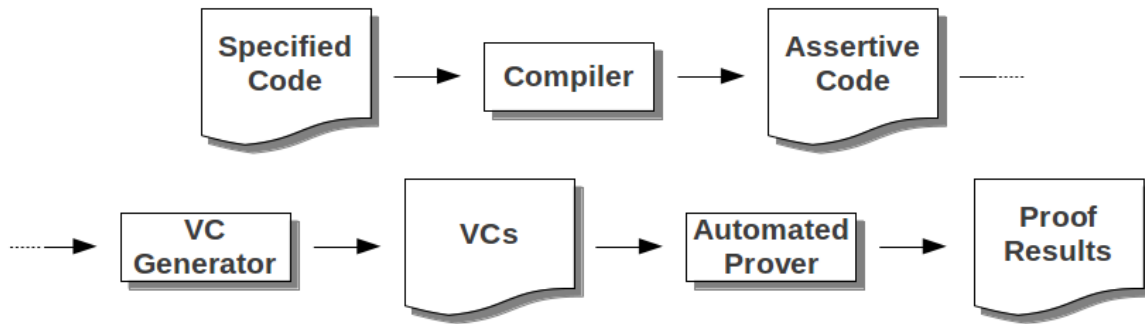 Specified
Code
Compiler
Assertive
Code
VC
Generator
VCs
Automated
Prover
Proof
Results